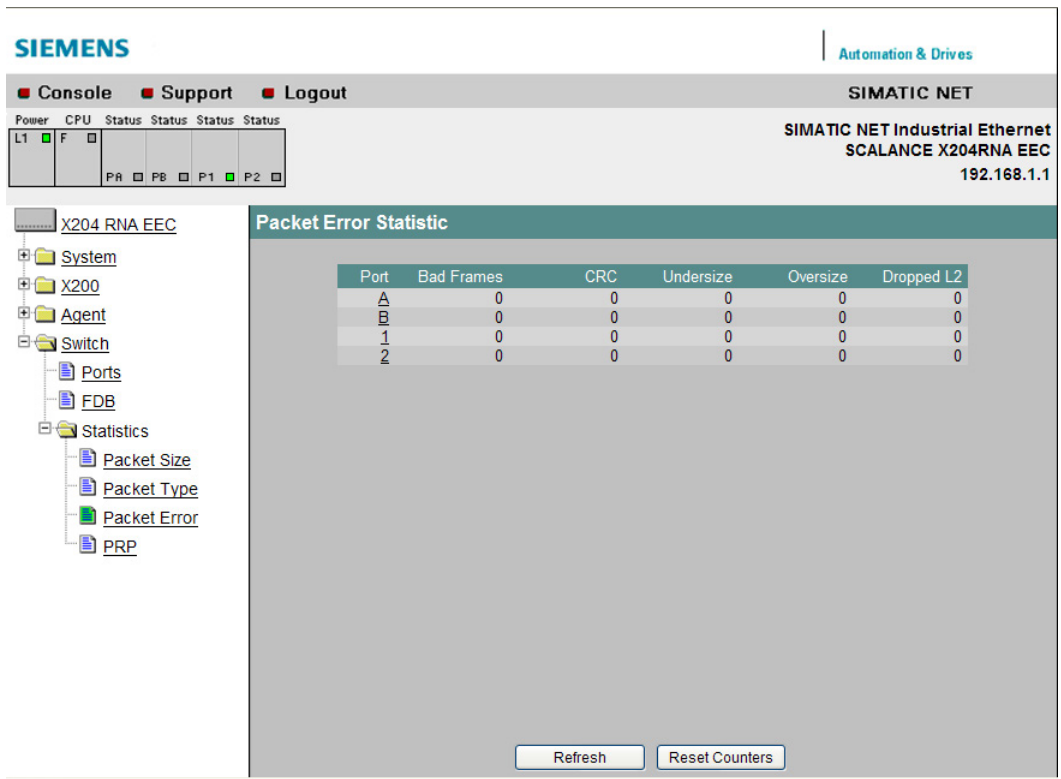 SIEMENS
Automation & Drives
Console Support Logout
SIMATIC NET
Power CPU Status Status Status Status
L1 F
PA PB P1 P2
SIMATIC NET Industrial Ethernet
SCALANCE X204RNA EEC
192.168.1.1
X204 RNA EEC
System
X200
Agent
Switch
Ports
FDB
Statistics
Packet Size
Packet Type
Packet Error
PRP
Packet Error Statistic
Port Bad Frames CRC Undersize Oversize Dropped L2
A 0 0 0 0 0
B 0 0 0 0 0
1 0 0 0 0 0
2 0 0 0 0 0
Refresh Reset Counters